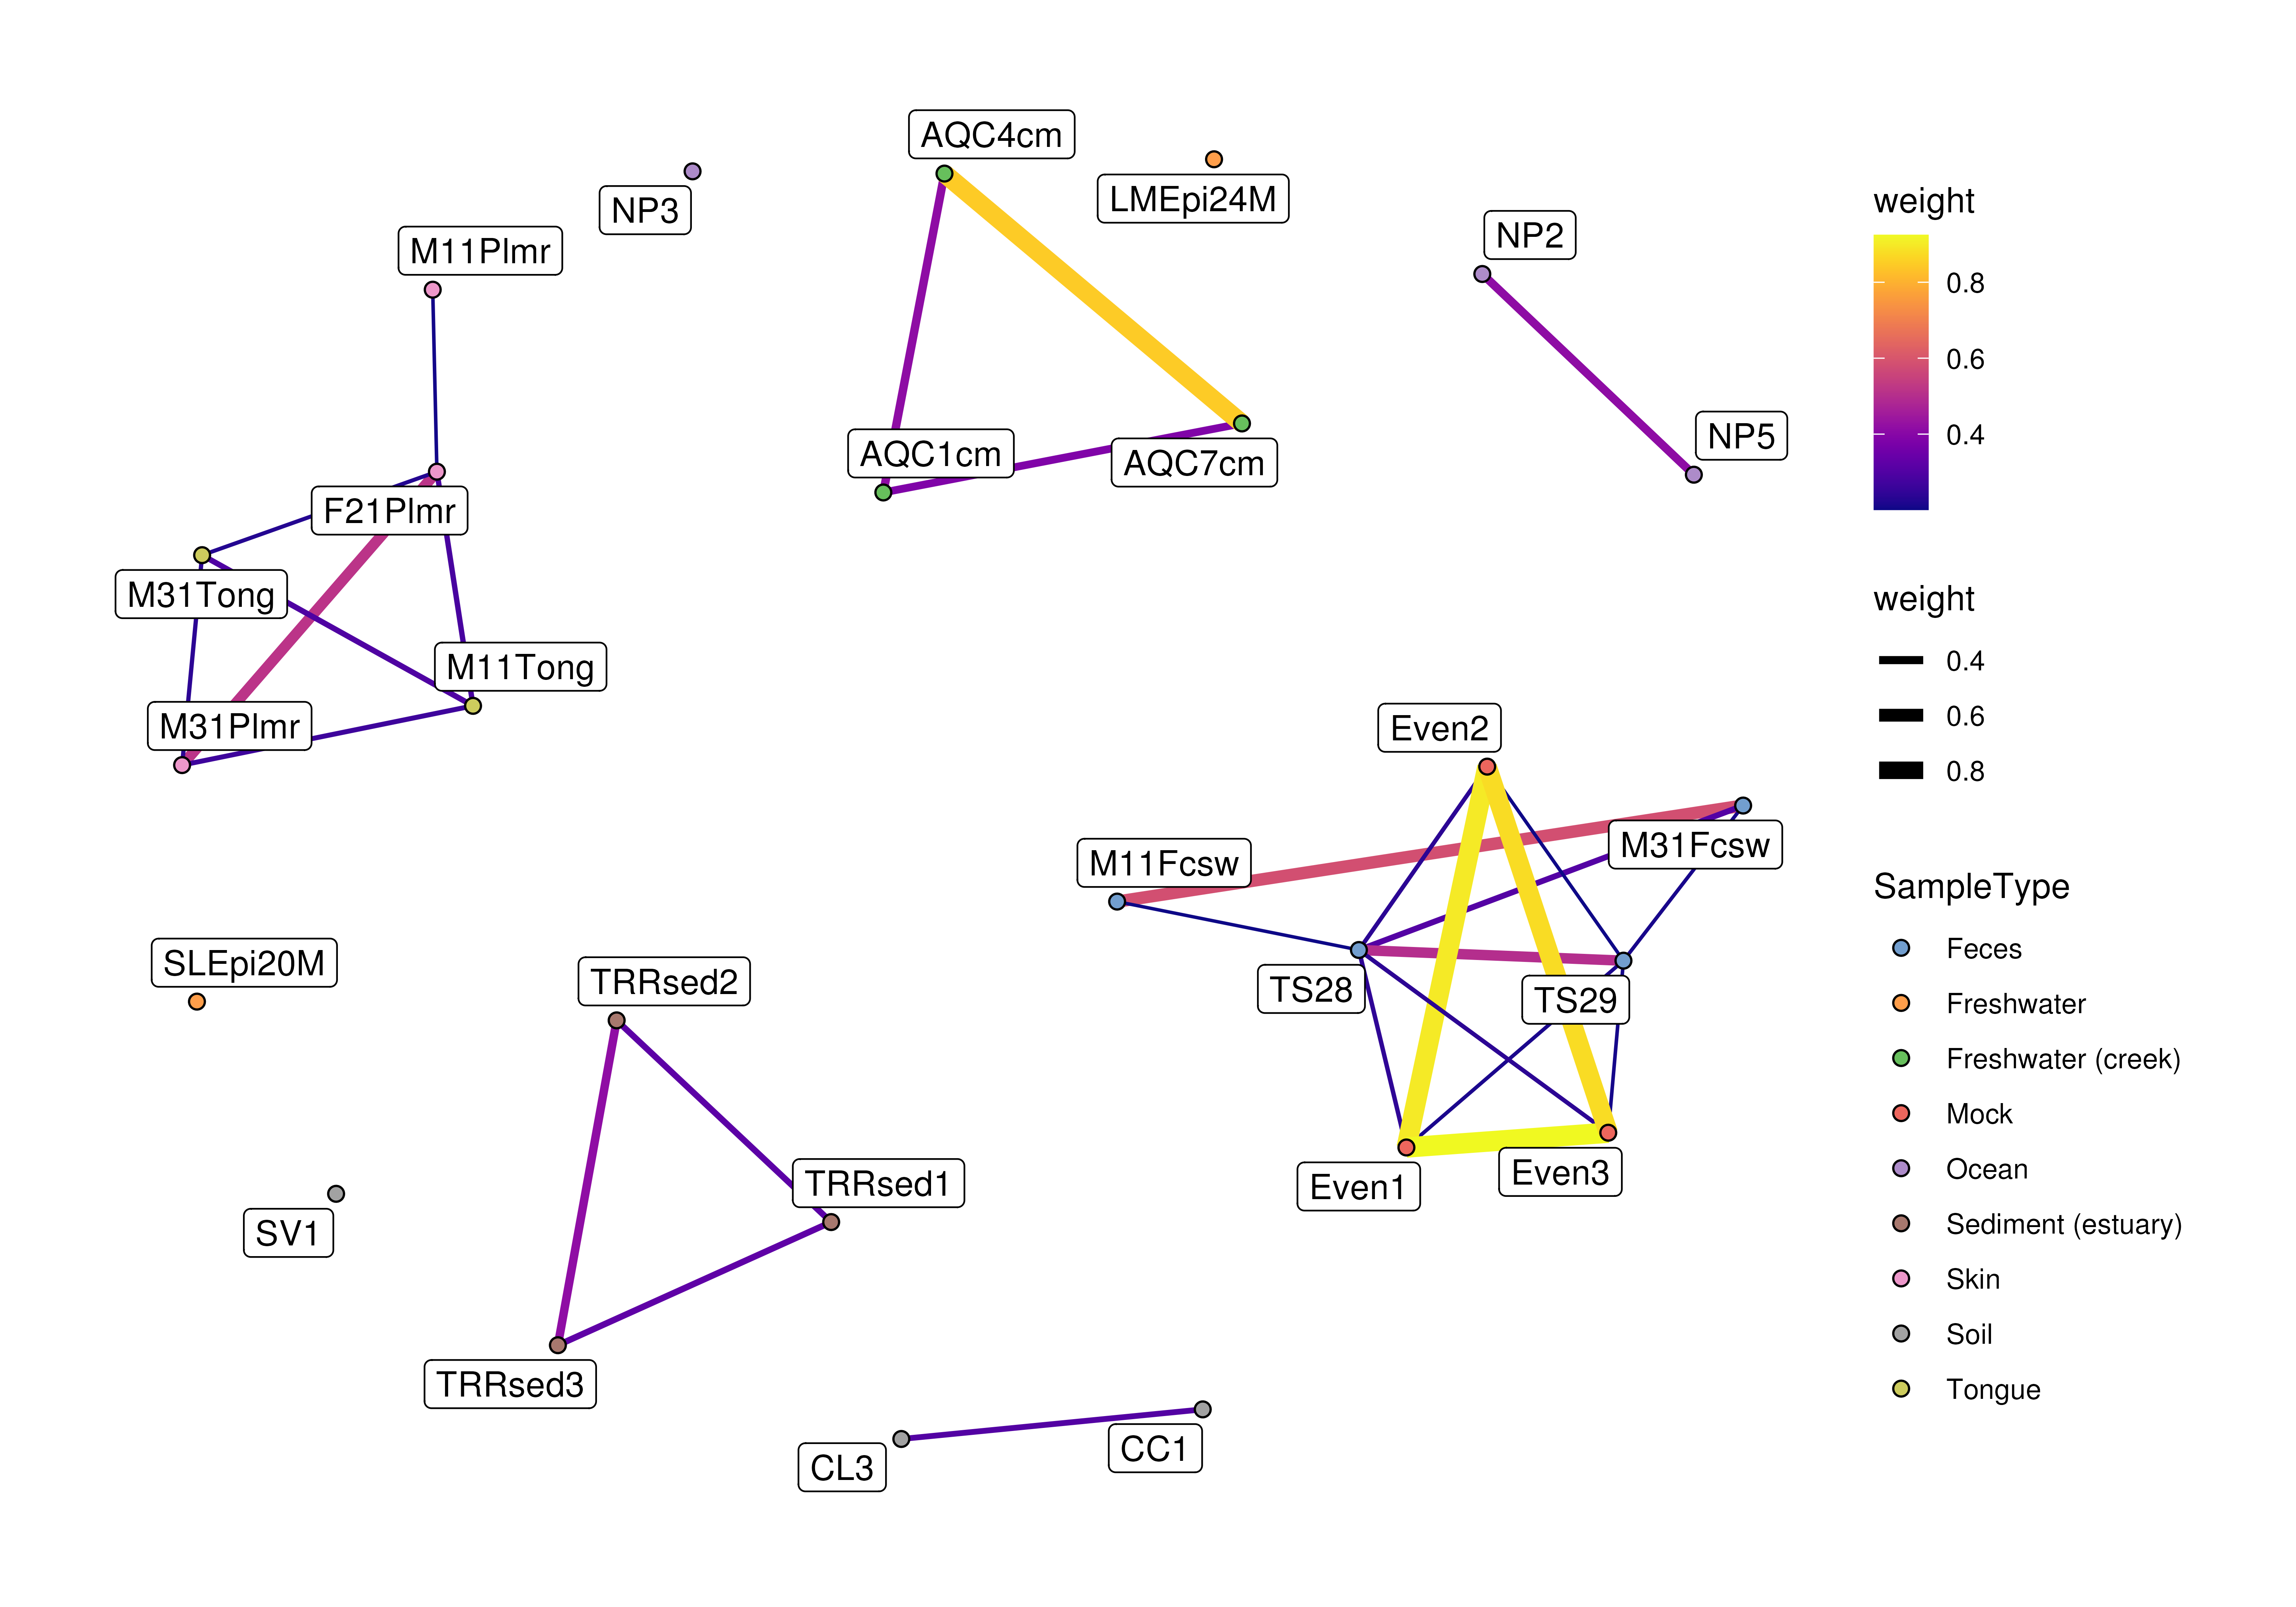 AQC4cm
LMEpi24M
NP3
NP2
M11Plmr
NP5
AQC1cm
AQC7cm
F21Plmr
M31Tong
M11Tong
M31Plmr
Even2
M31Fcsw
M11Fcsw
SLEpi20M
TRRsed2
TS28
TS29
TRRsed1
Even3
Even1
SV1
TRRsed3
CC1
CL3
weight
0.8
0.6
0.4
weight
0.4
0.6
0.8
SampleType
Feces
Freshwater
Freshwater (creek)
Mock
Ocean
Sediment (estuary)
Skin
Soil
Tongue